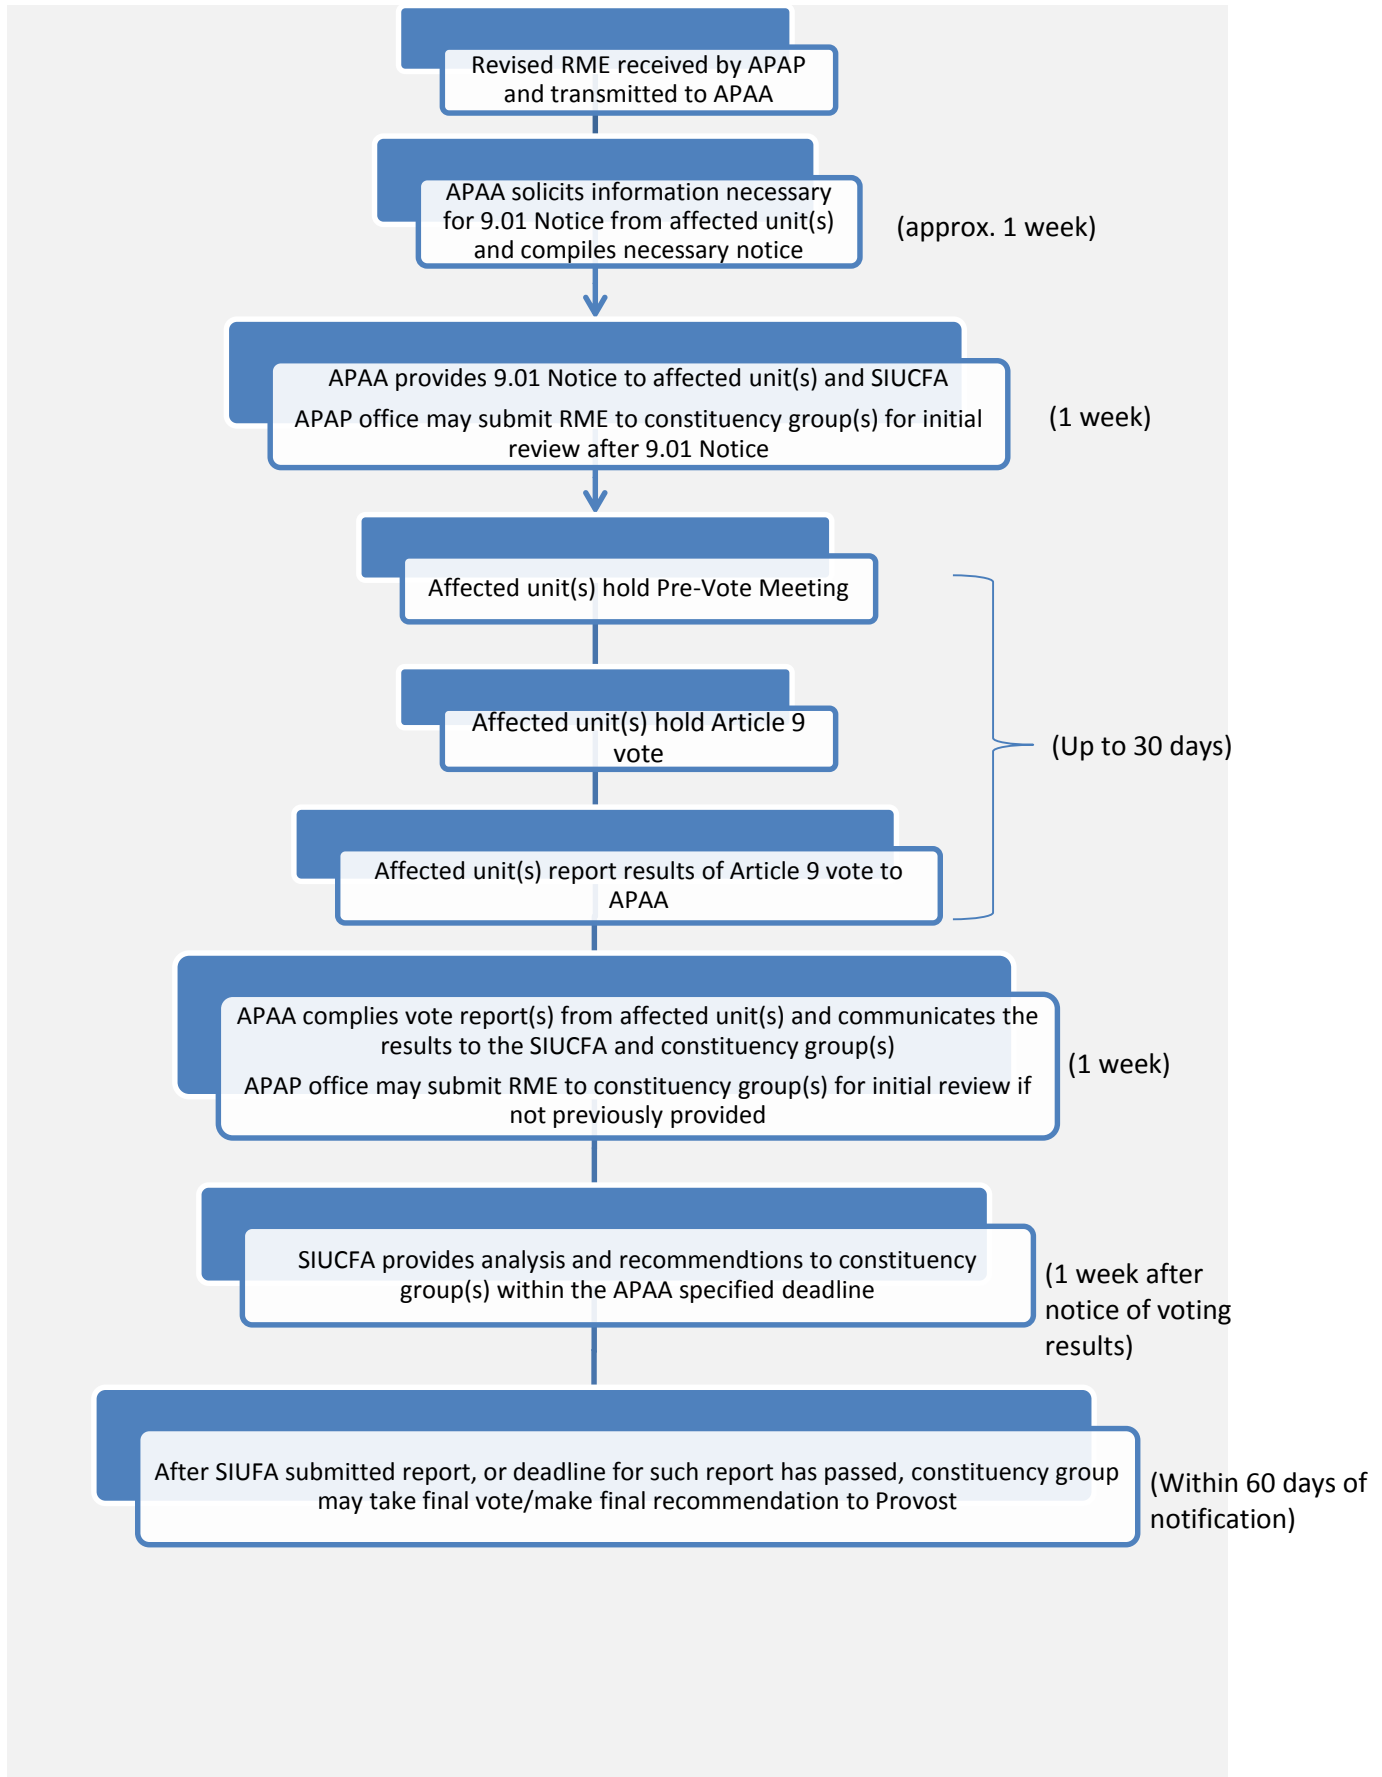 Revised RME received by APAP
and transmitted to APAA
APAA solicits information necessary
for 9.01 Notice from affected unit(s)
and compiles necessary notice
(approx. 1 week)
APAA provides 9.01 Notice to affected unit(s) and SIUCFA
APAP office may submit RME to constituency group(s) for initial
review after 9.01 Notice
(1 week)
Affected unit(s) hold Pre-Vote Meeting
Affected unit(s) hold Article 9
vote
(Up to 30 days)
Affected unit(s) report results of Article 9 vote to
APAA
APAA complies vote report(s) from affected unit(s) and communicates the
results to the SIUCFA and constituency group(s)
APAP office may submit RME to constituency group(s) for initial review if
not previously provided
(1 week)
SIUCFA provides analysis and recommendtions to constituency
group(s) within the APAA specified deadline
(1 week after
notice of voting
results)
After SIUFA submitted report, or deadline for such report has passed, constituency group
may take final vote/make final recommendation to Provost
(Within 60 days of
notification)